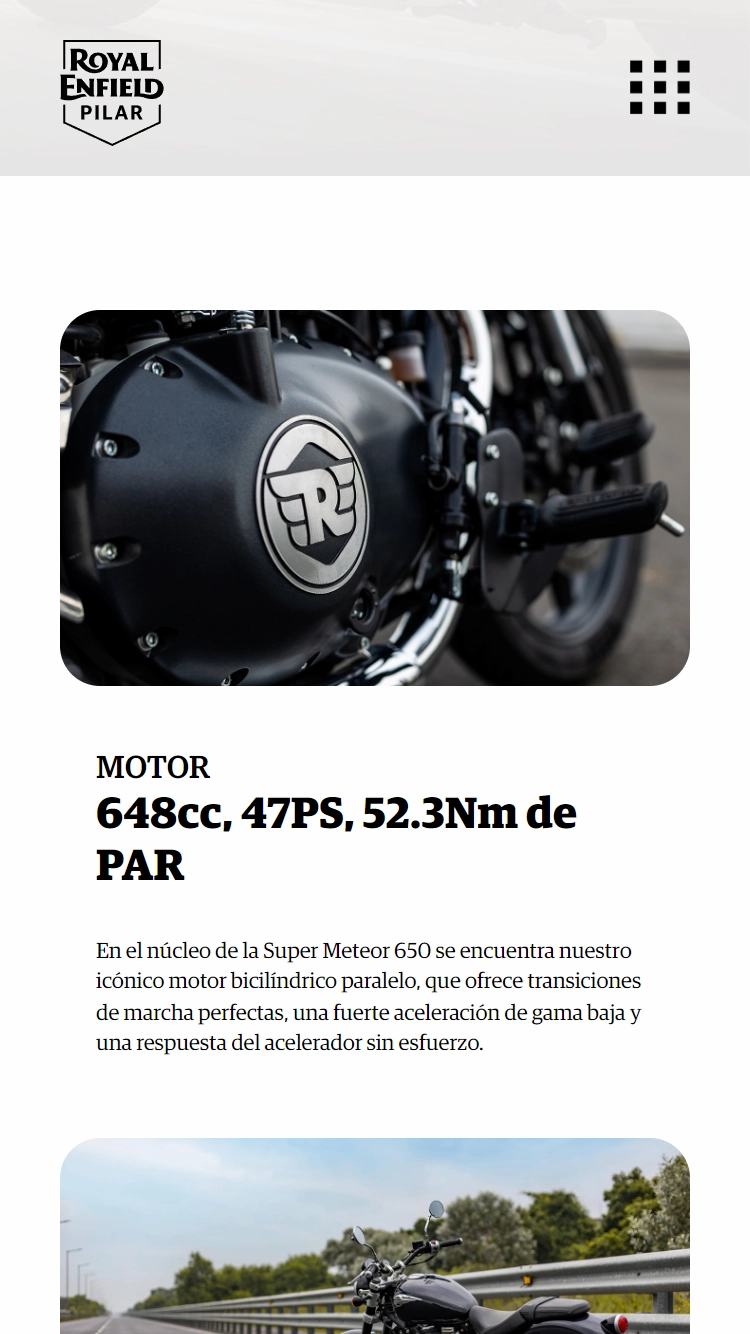 ROYAL
ENFIELD
PILAR
R
MOTOR
648cc, 47PS, 52.3Nm de
PAR
En el núcleo de la Super Meteor 650 se encuentra nuestro
icónico motor bicilíndrico paralelo, que ofrece transiciones
de marcha perfectas, una fuerte aceleración de gama baja y
una respuesta del acelerador sin esfuerzo.